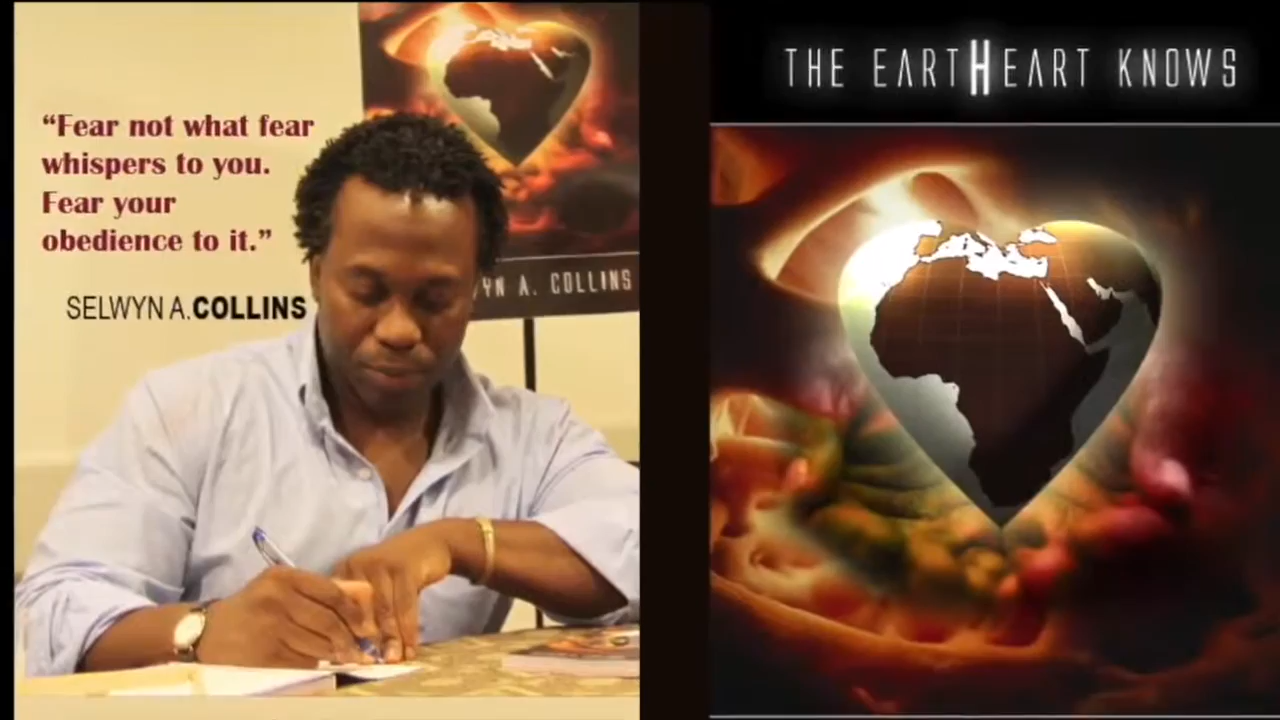 “Fear not what fear
whispers to you.
Fear your
obedience to it.”
SELWYN A. COLLINS
YN A. COLLINS
THE EARTHEART KNOWS